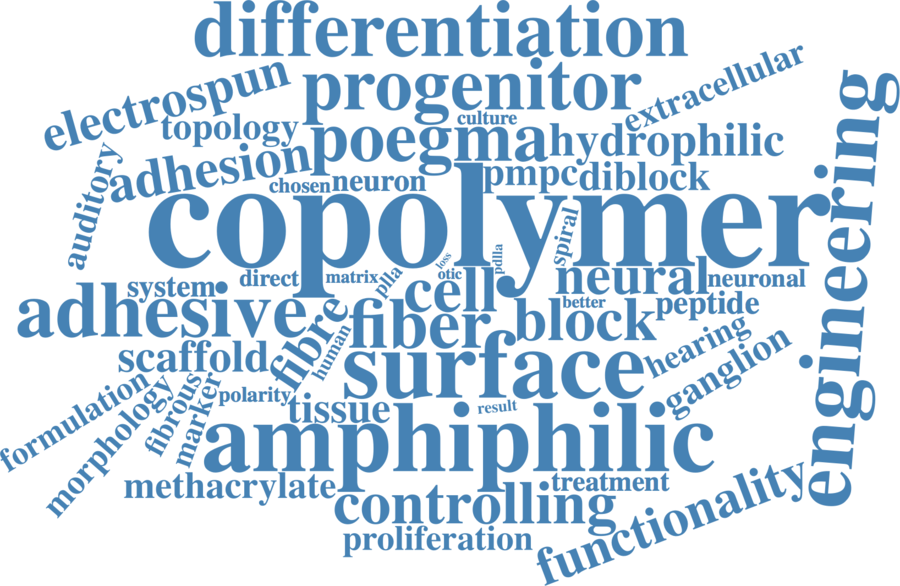 differentiation
electrospun
progenitor
extracellular
topology
culture
poegma
hydrophilic
engineering
auditory
adhesion
chosen
neuron
pmpc
diblock
copolymer
spiral
loss
pdlla
system
direct
matrix
plla
otic
cell
neural
neuronal
adhesive
fibre
fiber
better
block
peptide
scaffold
human
surface
hearing
ganglion
formulation
morphology
fibrous
marker
polarity
tissue
result
amphiphilic
methacrylate
controlling
treatment
functionality
proliferation